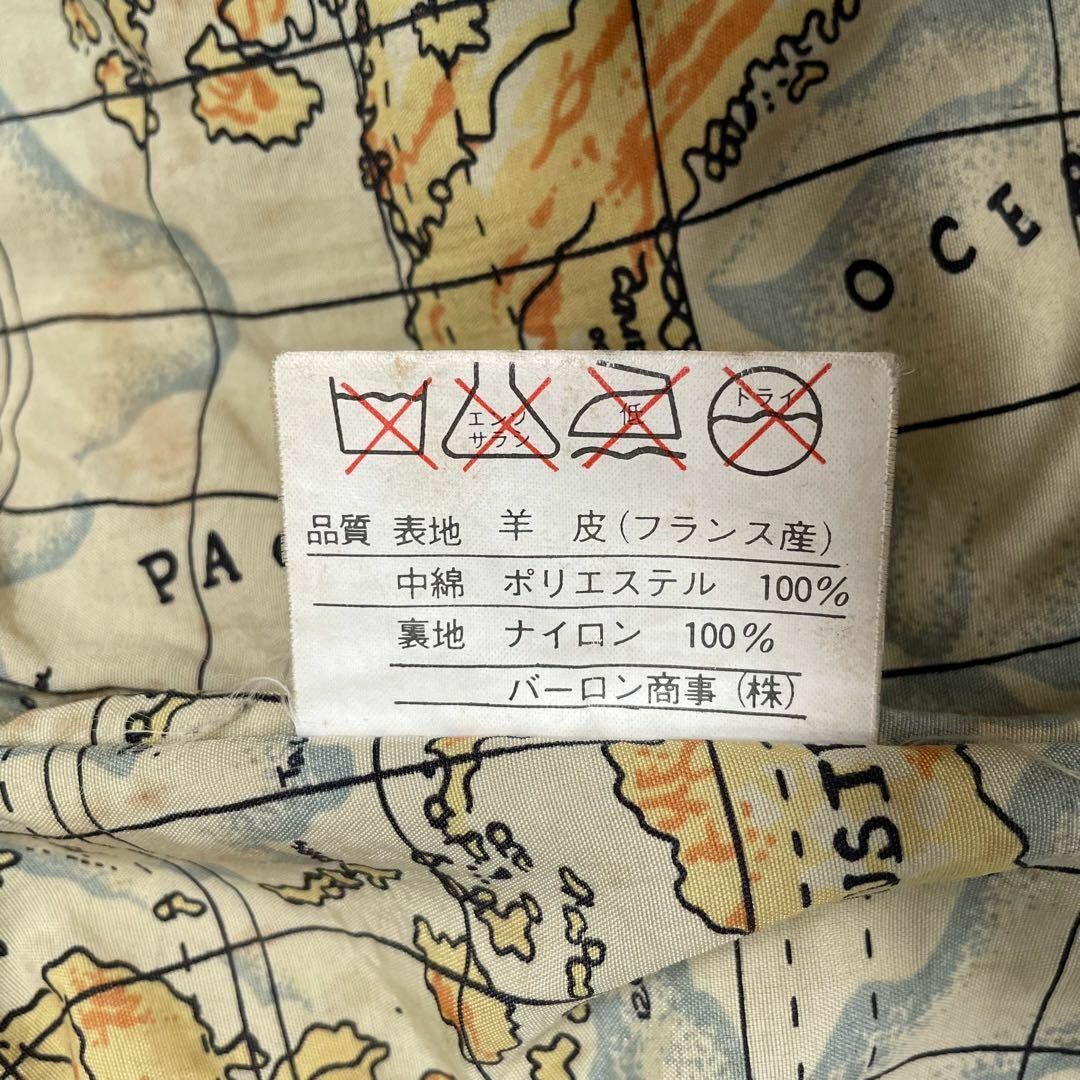 OCE
エンソ
サラシ
低
ドライ
品質 表地 羊 皮(フランス産)
PAC
中綿 ポリエステル 100%
裏地 ナイロン 100%
バーロン商事(株)
UST